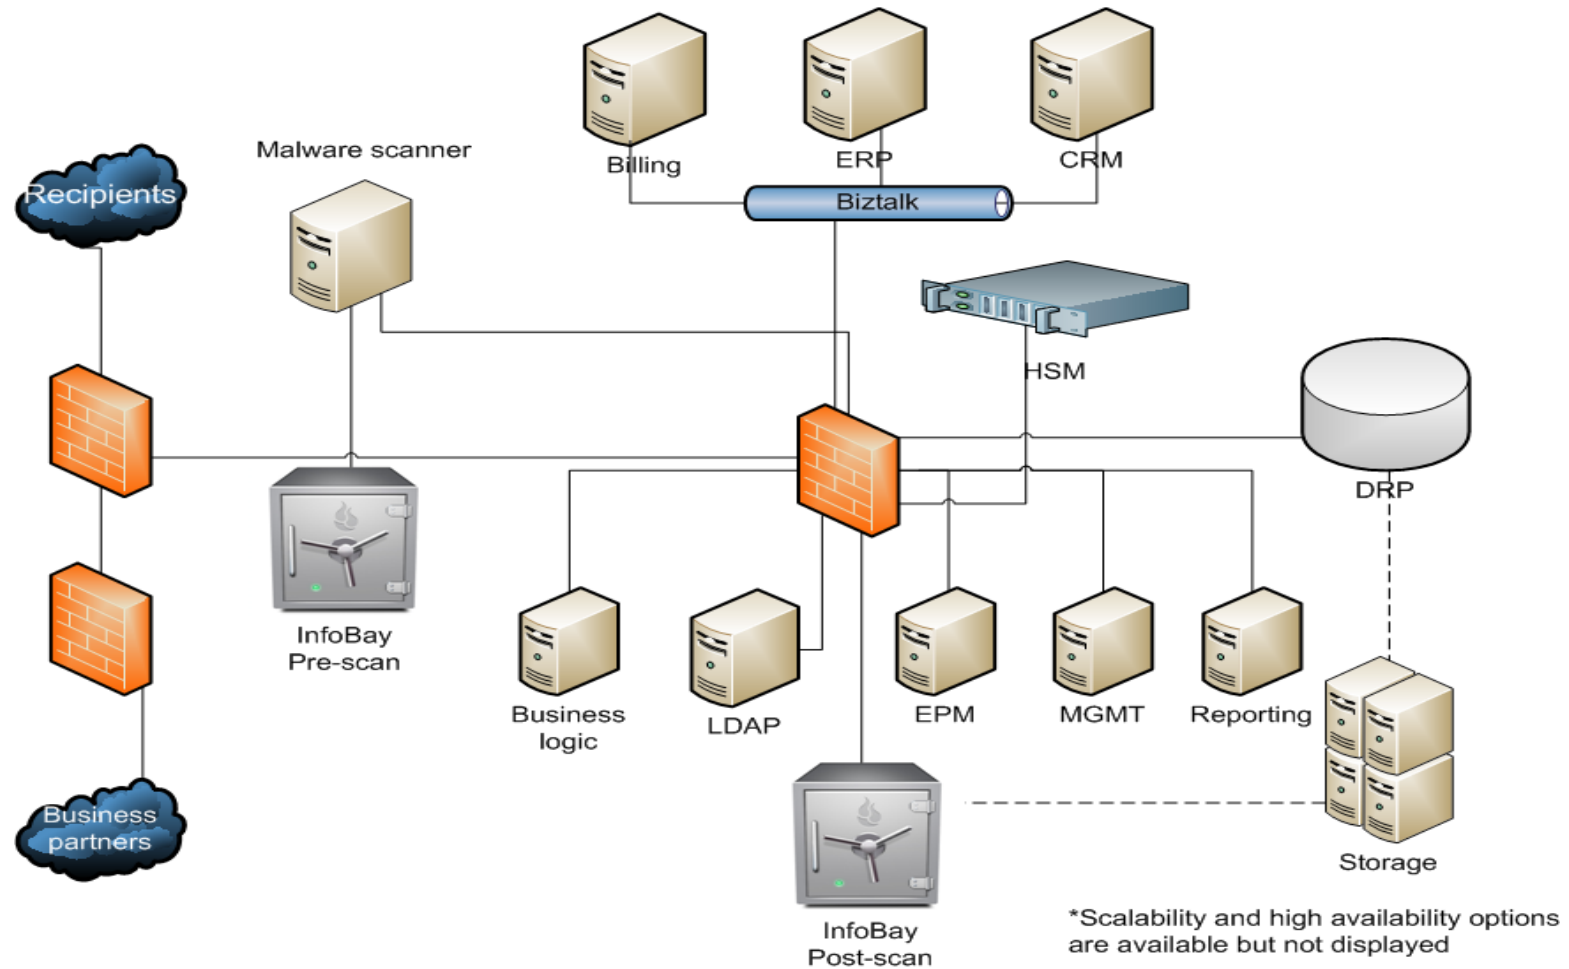 Billing
ERP
CRM
Malware scanner
Recipients
Biztalk
HSM
DRP
InfoBay
Pre-scan
Business
logic
LDAP
EPM
MGMT
Reporting
Business
partners
Storage
InfoBay
Post-scan
*Scalability and high availability options
are available but not displayed